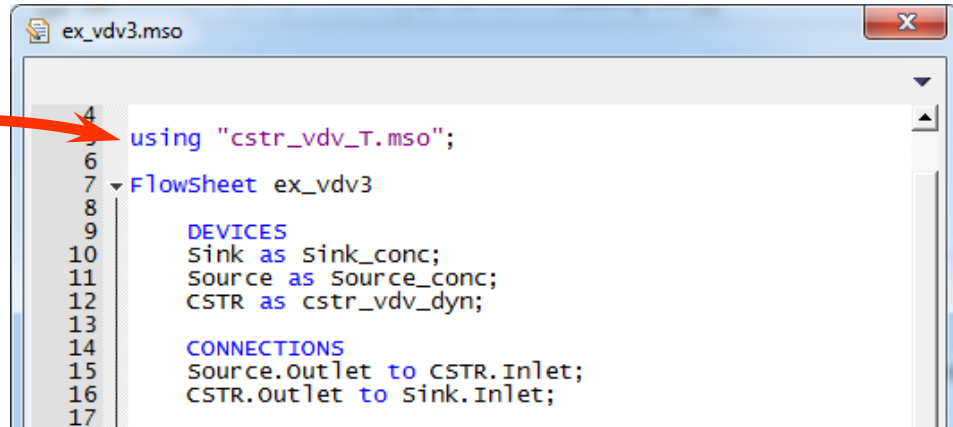 ex_vdv3.mso
4
5 using "cstr_vdv_T.mso";
6
7 FlowSheet ex_vdv3
8
9 DEVICES
10 Sink as Sink_conc;
11 Source as Source_conc;
12 CSTR as cstr_vdv_dyn;
13
14 CONNECTIONS
15 Source.Outlet to CSTR.Inlet;
16 CSTR.Outlet to Sink.Inlet;
17